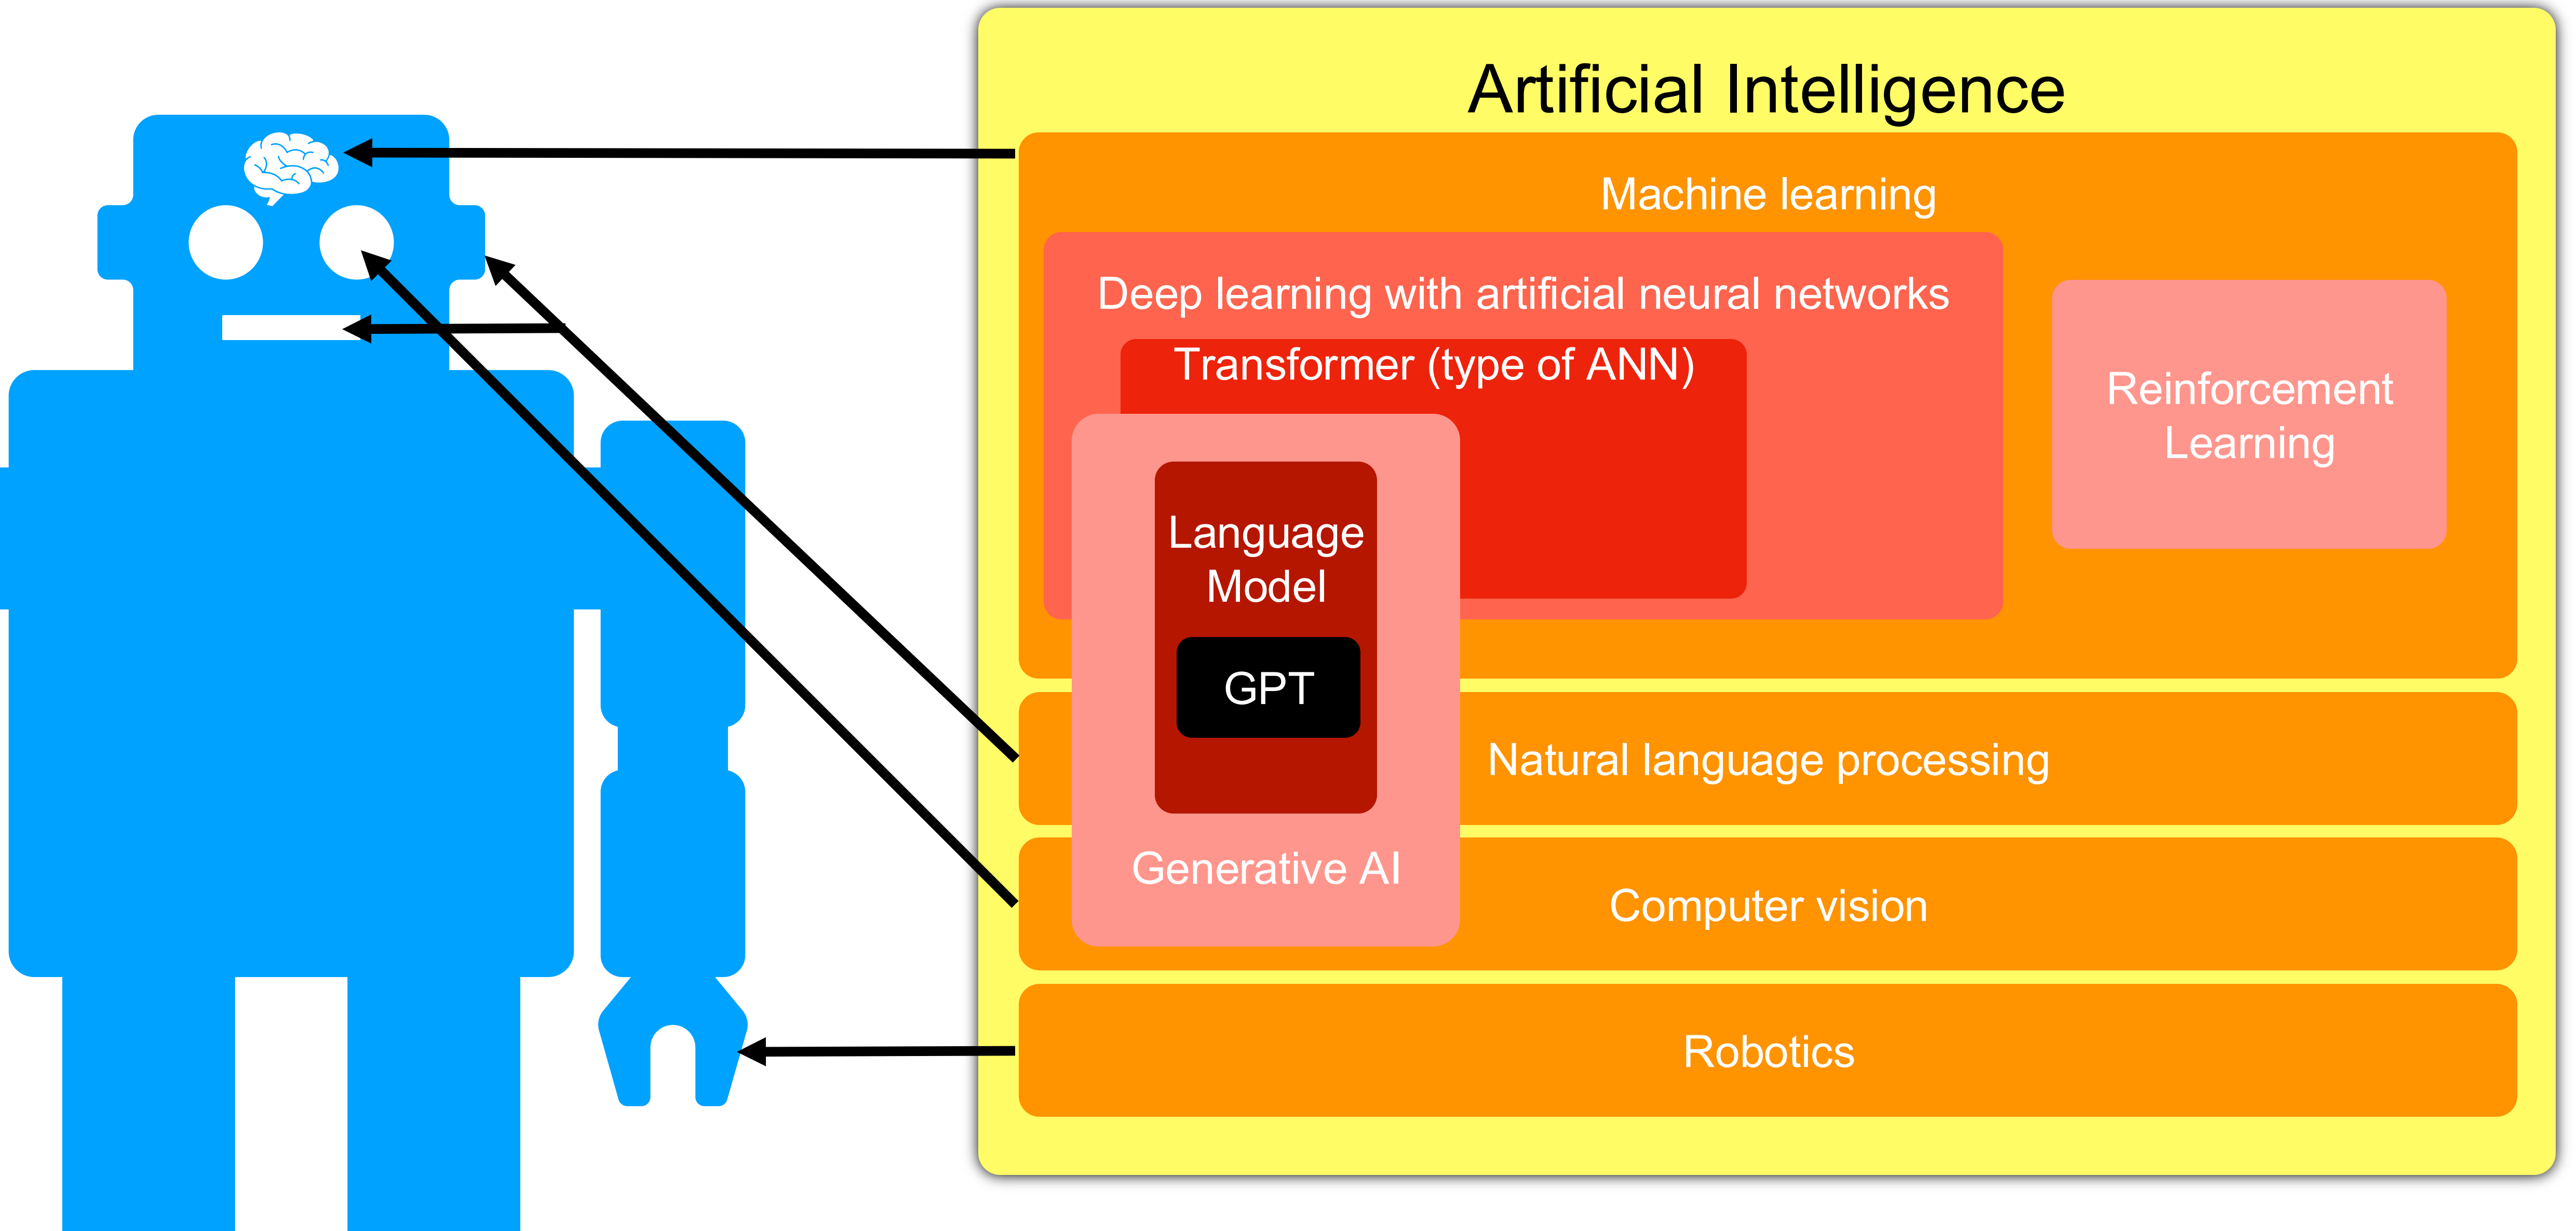 Artificial Intelligence
Machine learning
Deep learning with artificial neural networks
Transformer (type of ANN)
Reinforcement
Learning
Language
Model
GPT
Generative AI
Natural language processing
Computer vision
Robotics